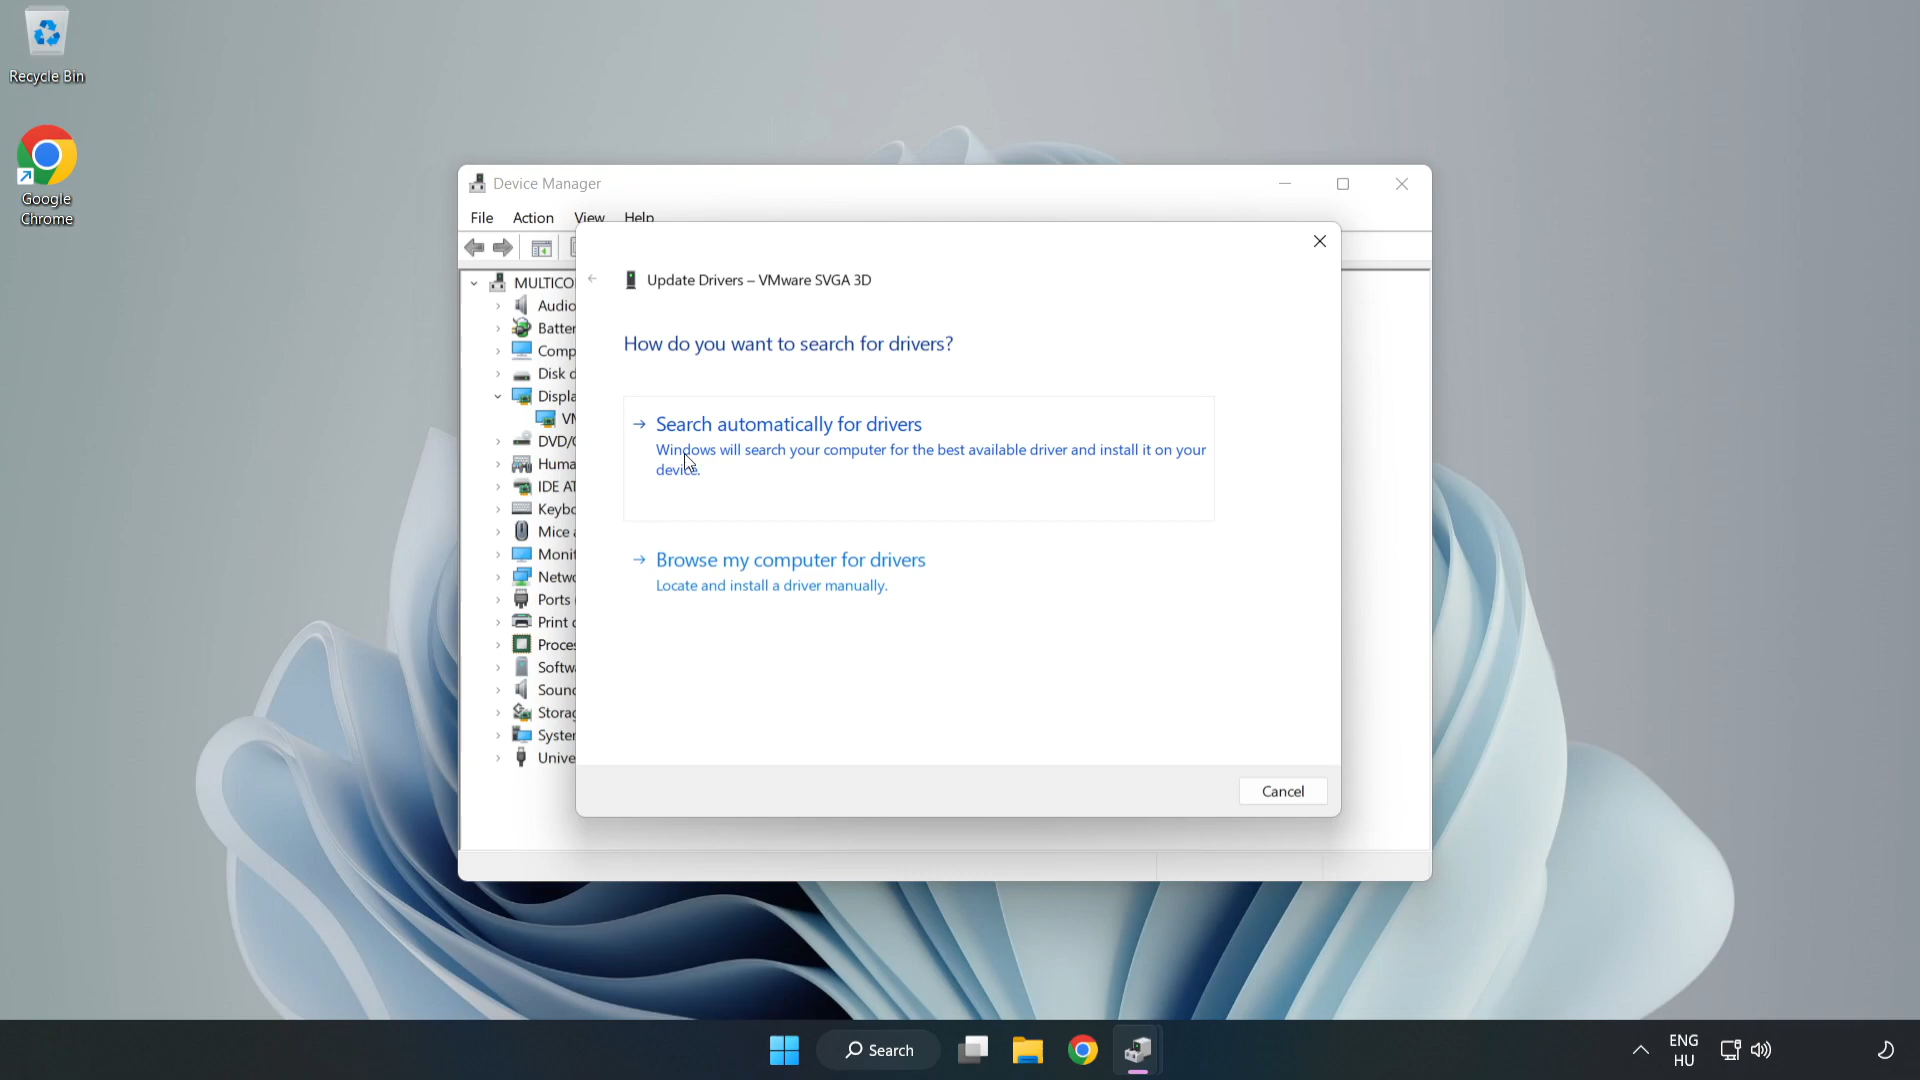 Recycle Bin
Google
Chrome
Device Manager
File Action View Help
Update Drivers – VMware SVGA 3D
How do you want to search for drivers?
Search automatically for drivers
Windows will search your computer for the best available driver and install it on your
device.
Browse my computer for drivers
Locate and install a driver manually.
Cancel
MULTICO
Audio
Batter
Comp
Disk d
Displa
VM
DVD/
Huma
IDE AT
Keybo
Mice a
Monit
Netwo
Ports
Print
Proces
Softwa
Sound
Storag
System
Unive
Search
ENG
HU